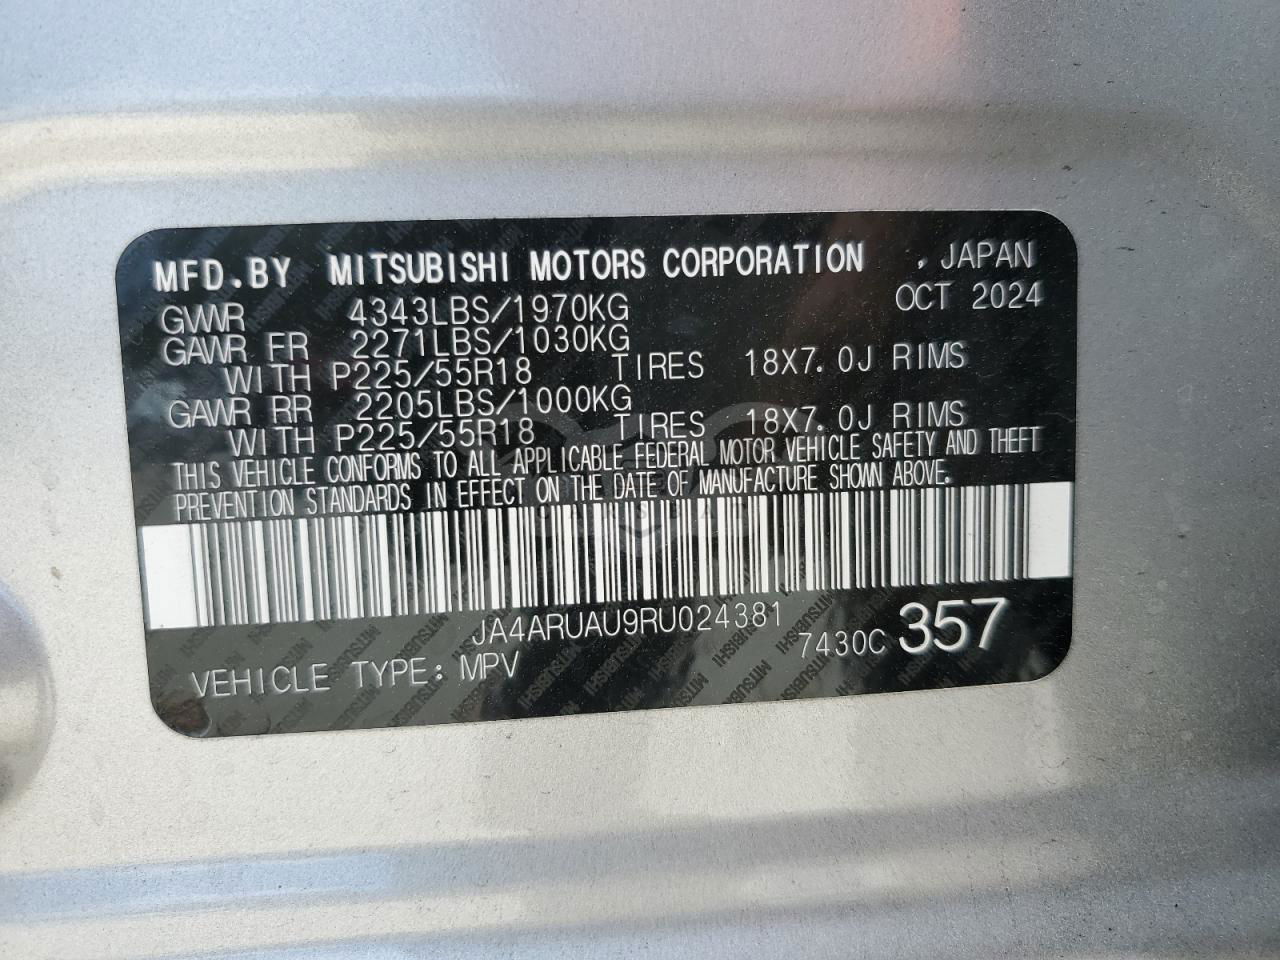 MFD.BY MITSUBISHI MOTORS CORPORATION , JAPAN
OCT 2024
GVWR 4343LBS/1970KG
GAWR FR 2271LBS/1030KG
WITH P225/55R18 TIRES 18X7.0J RIMS
GAWR RR 2205LBS/1000KG
WITH P225/55R18 TIRES 18X7.0J RIMS
THIS VEHICLE CONFORMS TO ALL APPLICABLE FEDERAL MOTOR VEHICLE SAFETY AND THEFT
PREVENTION STANDARDS IN EFFECT ON THE DATE OF MANUFACTURE SHOWN ABOVE.
JA4ARUAU9RU024381
7430C 357
VEHICLE TYPE: MPV